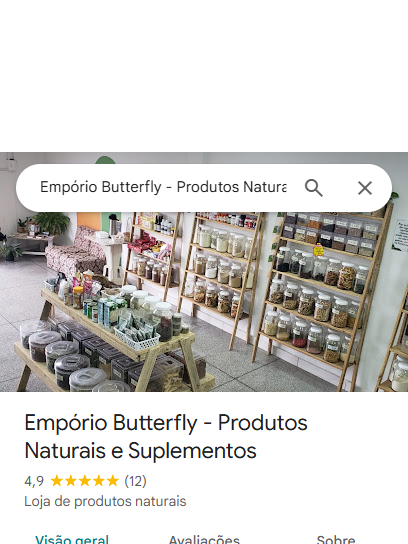 Empório Butterfly - Produtos Natura
Empório Butterfly - Produtos
Naturais e Suplementos
4,9 (12)
Loja de produtos naturais
Visão geral Avaliações Sobre